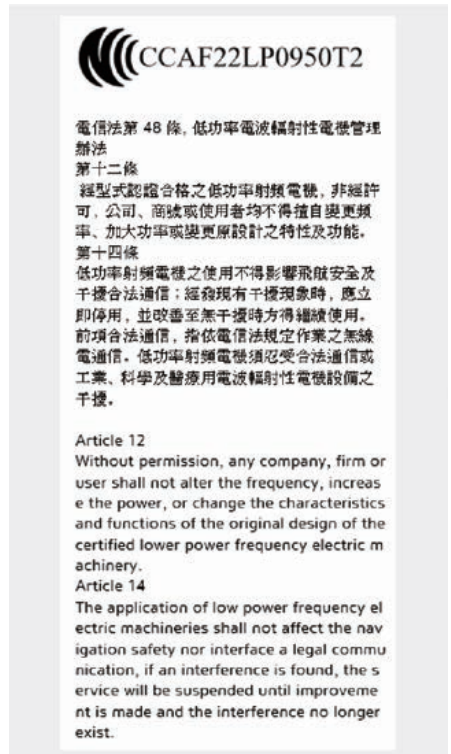 CCAF22LP0950T2
電信法第 48 條, 低功率電波輻射性電機管理
辦法
第十二條
經型式認證合格之低功率射頻電機, 非經許
可, 公司、商號或使用者均不得擅自變更頻
率、加大功率或變更原設計之特性及功能。
第十四條
低功率射頻電機之使用不得影響飛航安全及
干擾合法通信；經發現有干擾現象時, 應立
即停用, 並改善至無干擾時方得繼續使用。
前項合法通信, 指依電信法規定作業之無線
電通信。低功率射頻電機須忍受合法通信或
工業、科學及醫療用電波輻射性電機設備之
干擾。
Article 12
Without permission, any company, firm or
user shall not alter the frequency, increas
e the power, or change the characteristics
and functions of the original design of the
certified lower power frequency electric m
achinery.
Article 14
The application of low power frequency el
ectric machineries shall not affect the nav
igation safety nor interface a legal commu
nication, if an interference is found, the s
ervice will be suspended until improveme
nt is made and the interference no longer
exist.